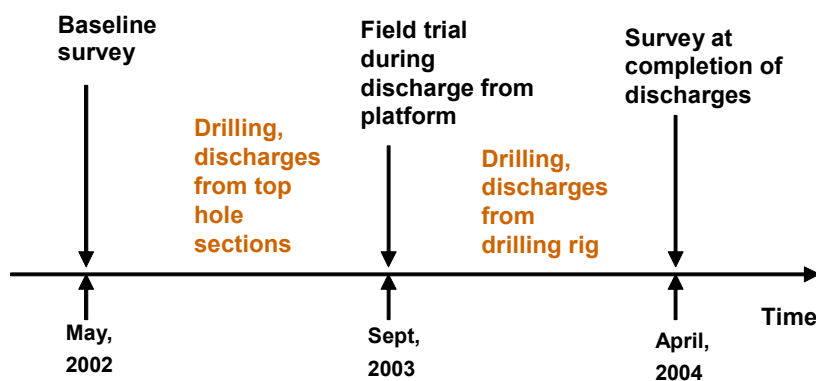 Baseline
survey
Field trial
during
discharge from
platform
Survey at
completion of
discharges
Drilling,
discharges
from top
hole
sections
Drilling,
discharges
from
drilling rig
Time
May,
2002
Sept,
2003
April,
2004